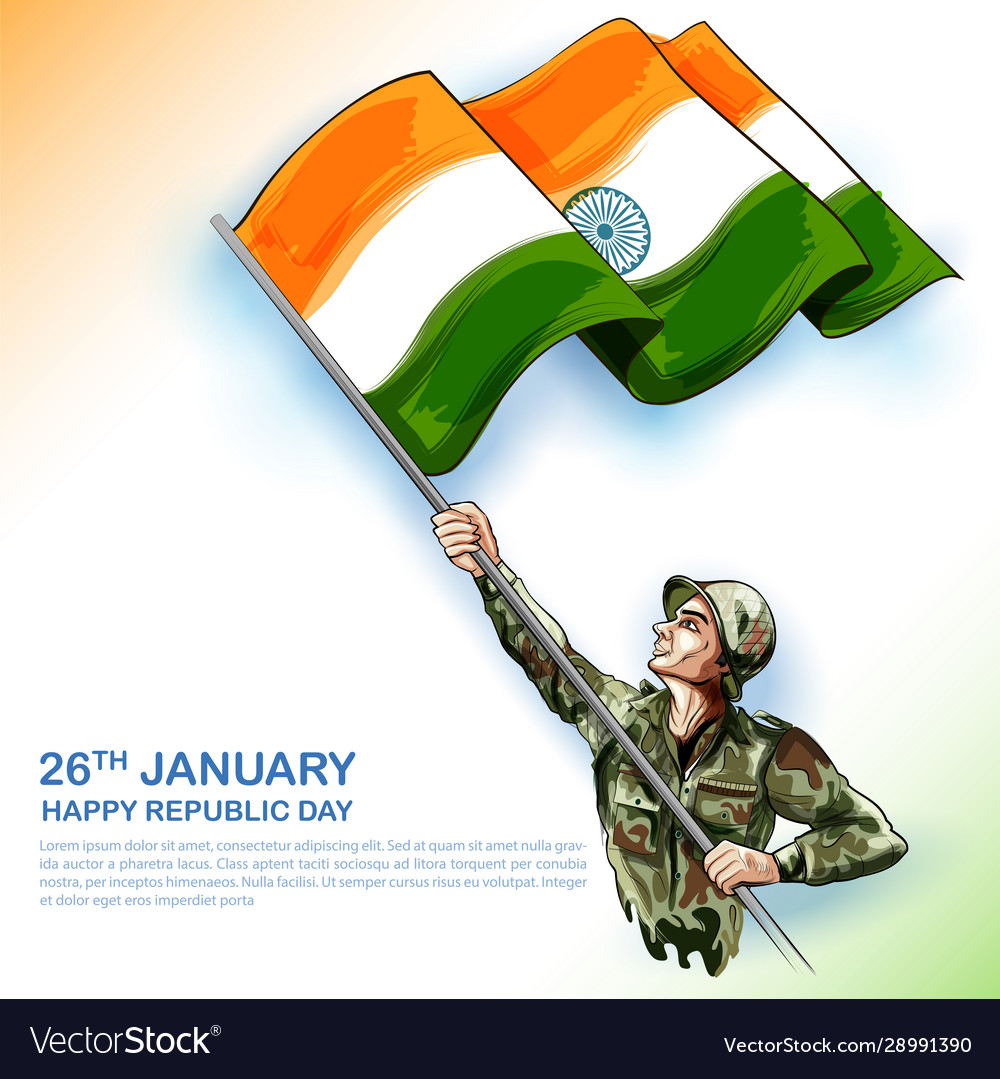 26TH JANUARY
HAPPY REPUBLIC DAY
Lorem ipsum dolor sit amet, consectetur adipiscing elit. Sed at quam sit amet nulla grav-
ida auctor a pharetra lacus. Class aptent taciti sociosqu ad litora torquent per conubia
nostra, per inceptos himenaeos. Nulla facilisi. Ut semper cursus risus eu volutpat. Integer
et dolor eget eros imperdiet porta
VectorStock®
VectorStock.com/28991390